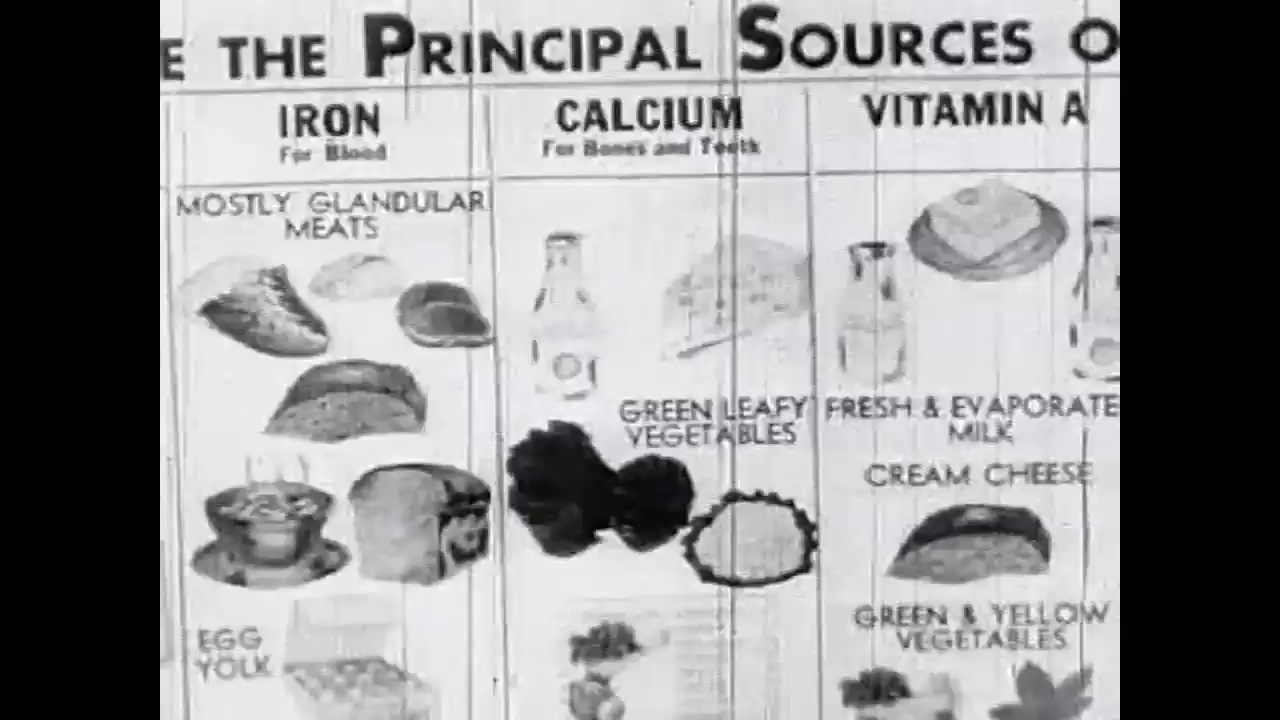 E THE PRINCIPAL SOURCES O
IRON
For Blood
CALCIUM
For Bones and Teeth
VITAMIN A
MOSTLY GLANDULAR
MEATS
GREEN LEAFY
VEGETABLES
FRESH & EVAPORATE
MILK
CREAM CHEESE
GREEN & YELLOW
VEGETABLES
EGG
YOLK